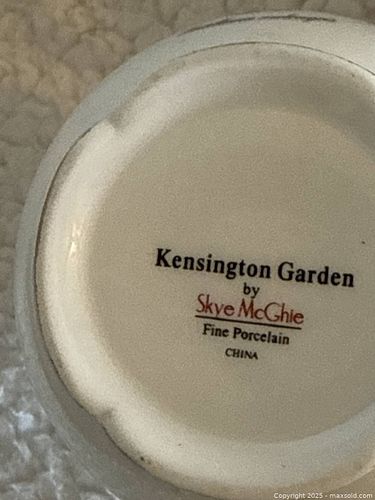 Kensington Garden
by
Skye McGhie
Fine Porcelain
CHINA
Copyright 2025 - maxsold.com